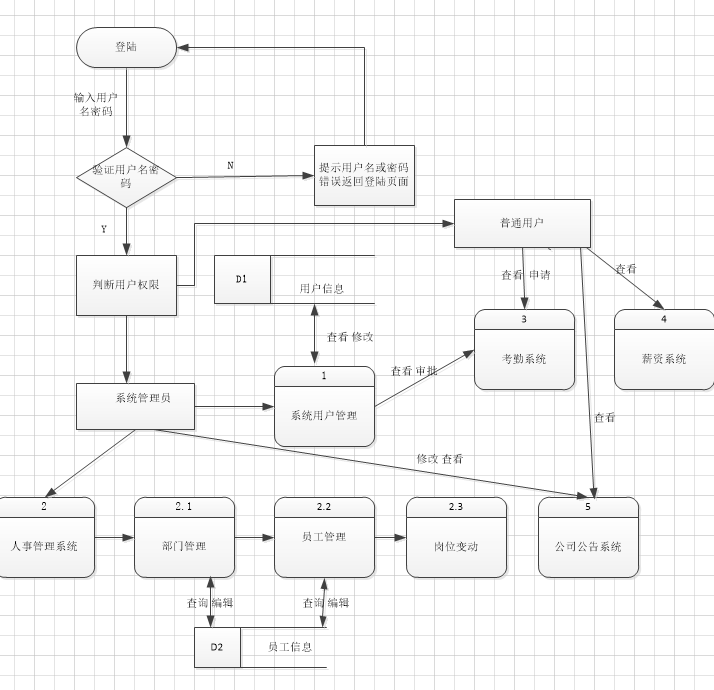 登陆
输入用户
名密码
验证用户名密
码
N
提示用户名或密码
错误返回登陆页面
Y
普通用户
判断用户权限
D1
用户信息
查看 申请
查看
3
考勤系统
4
薪资系统
查看 修改
1
系统用户管理
查看 审批
系统管理员
查看
修改 查看
2
人事管理系统
2.1
部门管理
2.2
员工管理
2.3
岗位变动
5
公司公告系统
查询 编辑
查询 编辑
D2
员工信息